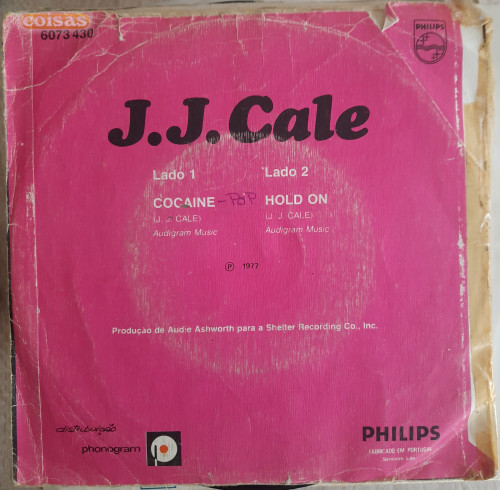 coisas
6073 430
PHILIPS
J.J. Cale
Lado 1
Lado 2
COCAINE - POP
HOLD ON
(J. J. CALE)
(J. J. CALE)
Audigram Music
Audigram Music
℗ 1977
Produção de Audie Ashworth para a Shelter Recording Co., Inc.
distribuição
phonogram
PHILIPS
FABRICADO EM PORTUGAL